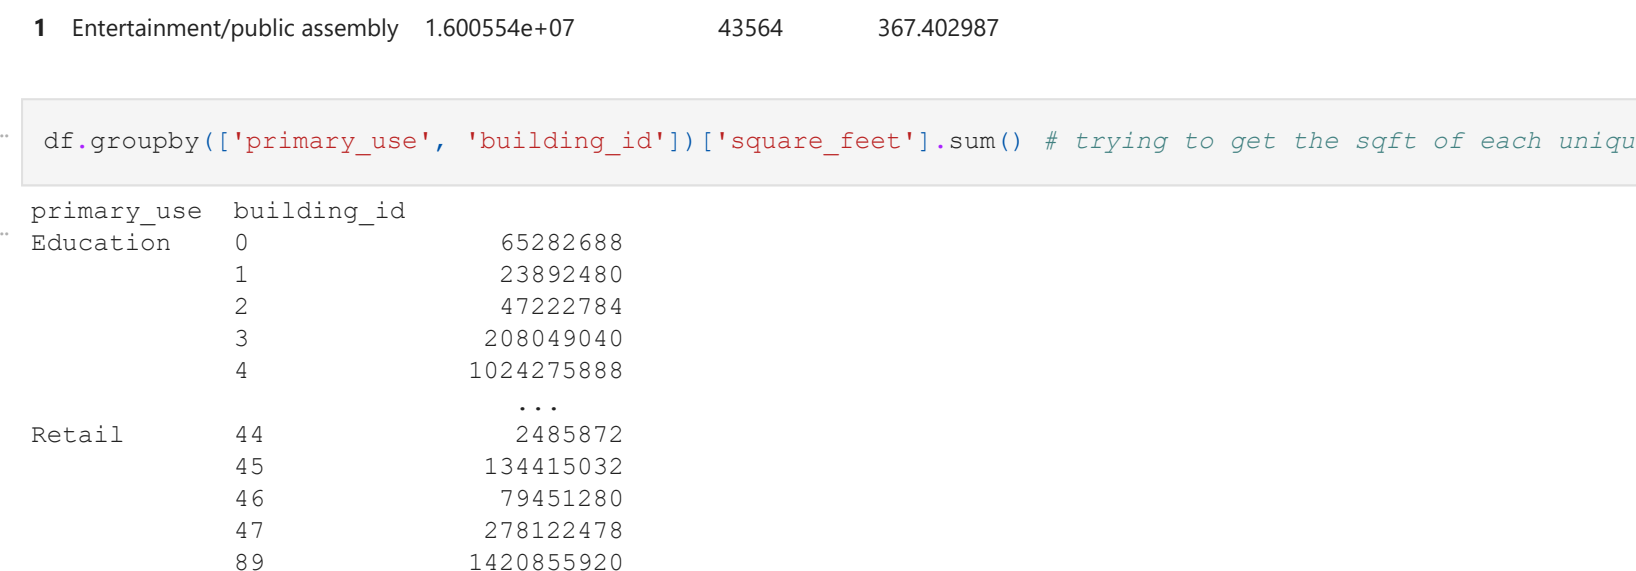 1 Entertainment/public assembly 1.600554e+07 43564 367.402987
df.groupby(['primary_use', 'building_id'])['square_feet'].sum() # trying to get the sqft of each uniqu
primary_use building_id
Education 0 65282688
1 23892480
2 47222784
3 208049040
4 1024275888
...
Retail 44 2485872
45 134415032
46 79451280
47 278122478
89 1420855920